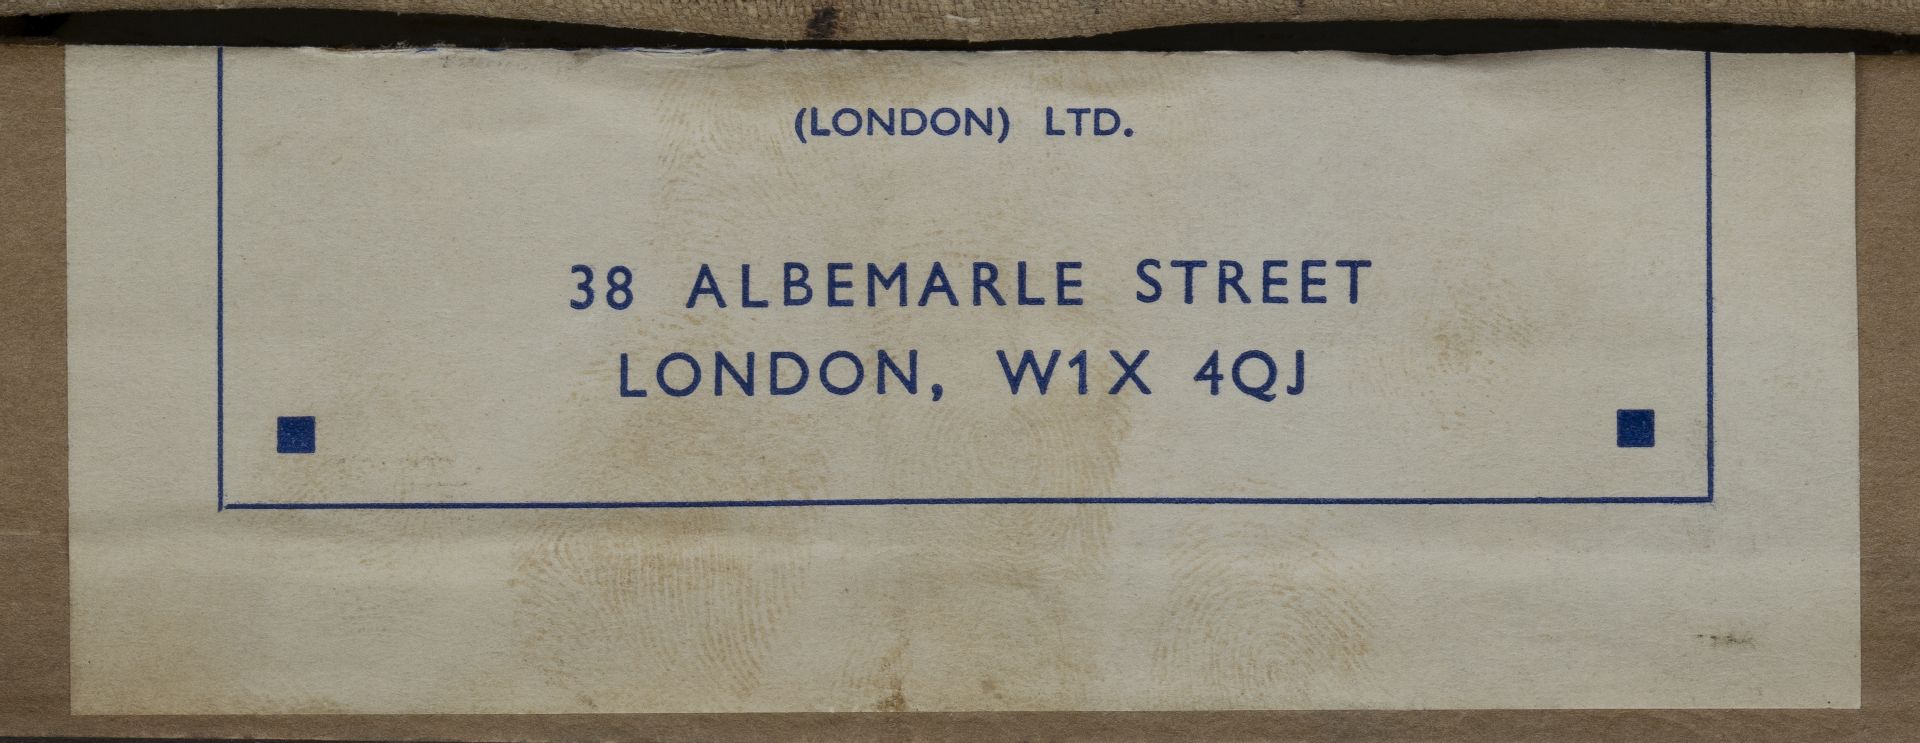 (LONDON) LTD.
38 ALBEMARLE STREET
LONDON, W1X 4QJ